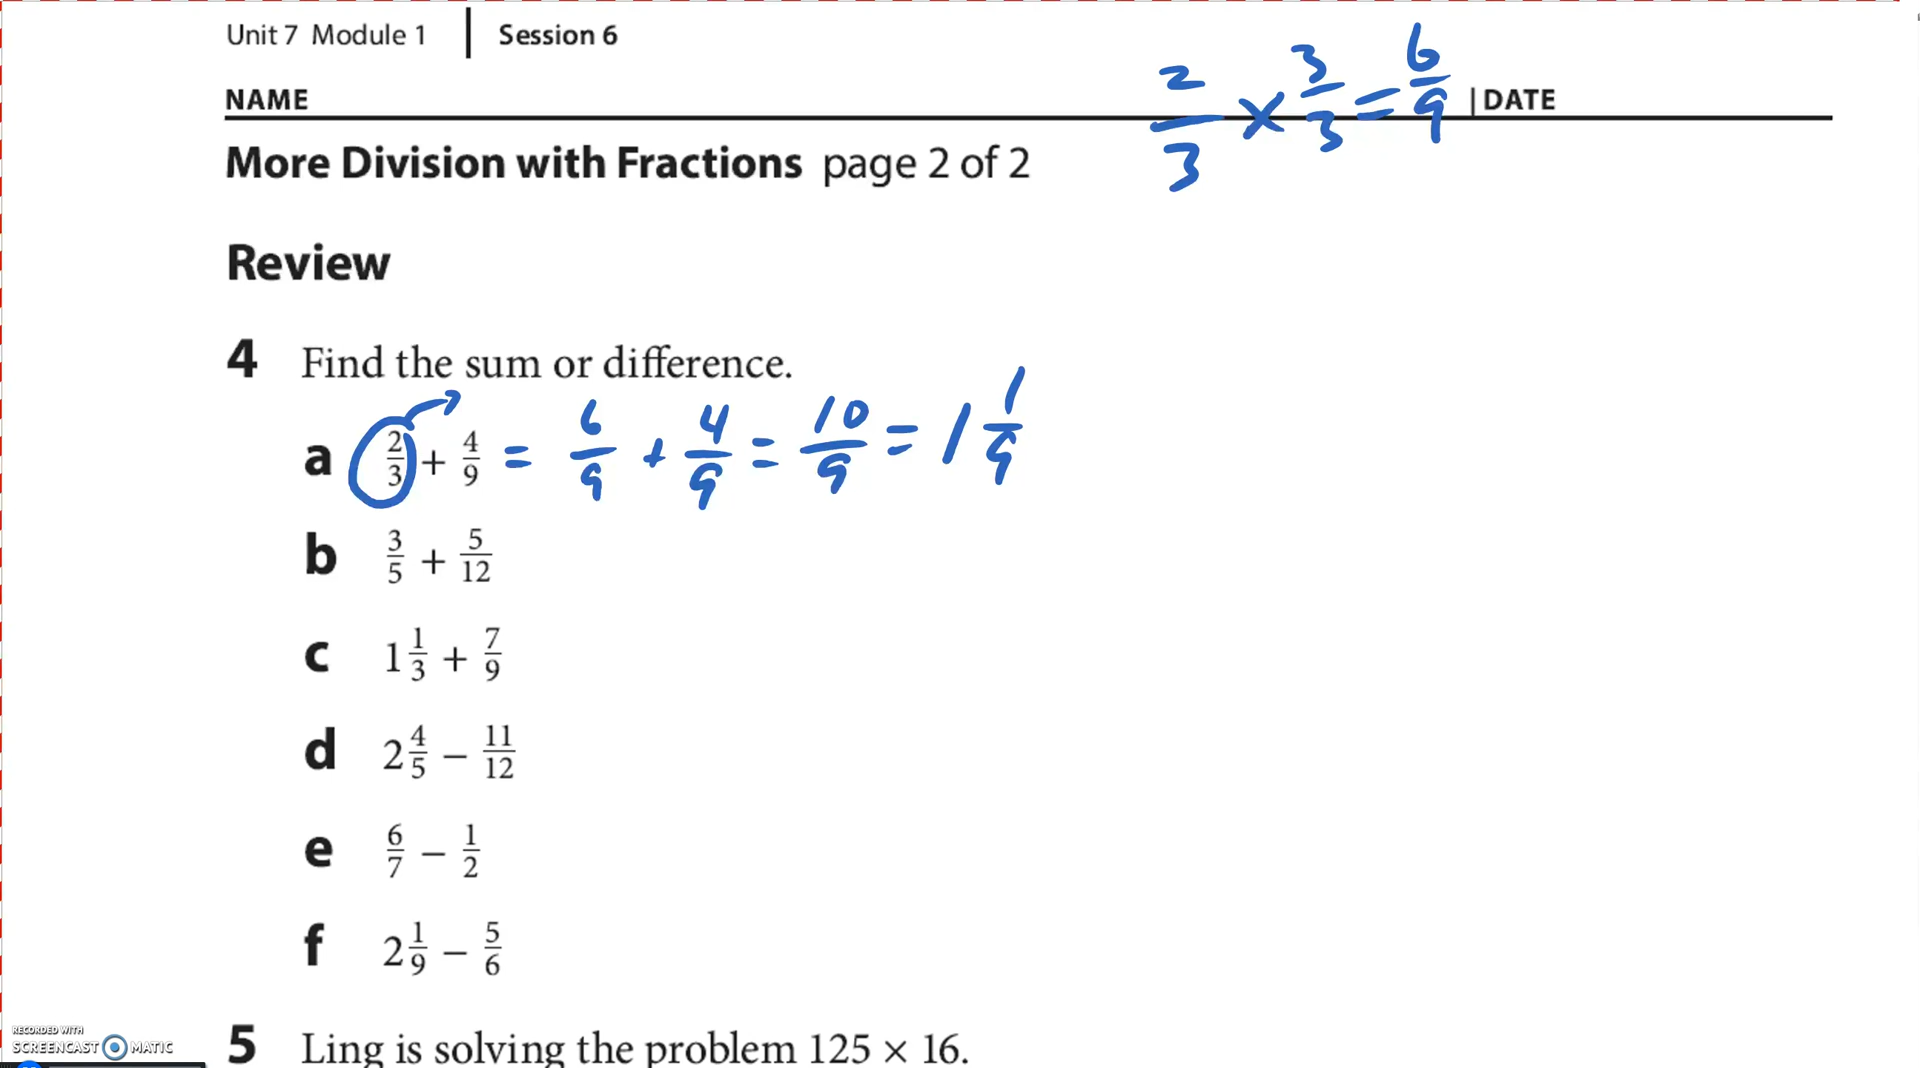 Unit 7 Module 1 | Session 6
2/3 × 3/3 = 6/9
NAME | DATE
More Division with Fractions page 2 of 2
Review
4 Find the sum or difference.
a 2/3 + 4/9 = 6/9 + 4/9 = 10/9 = 1 1/9
b 3/5 + 5/12
c 1 1/3 + 7/9
d 2 4/5 − 11/12
e 6/7 − 1/2
f 2 1/9 − 5/6
5 Ling is solving the problem 125 × 16.
RECORDED WITH
SCREENCAST MATIC